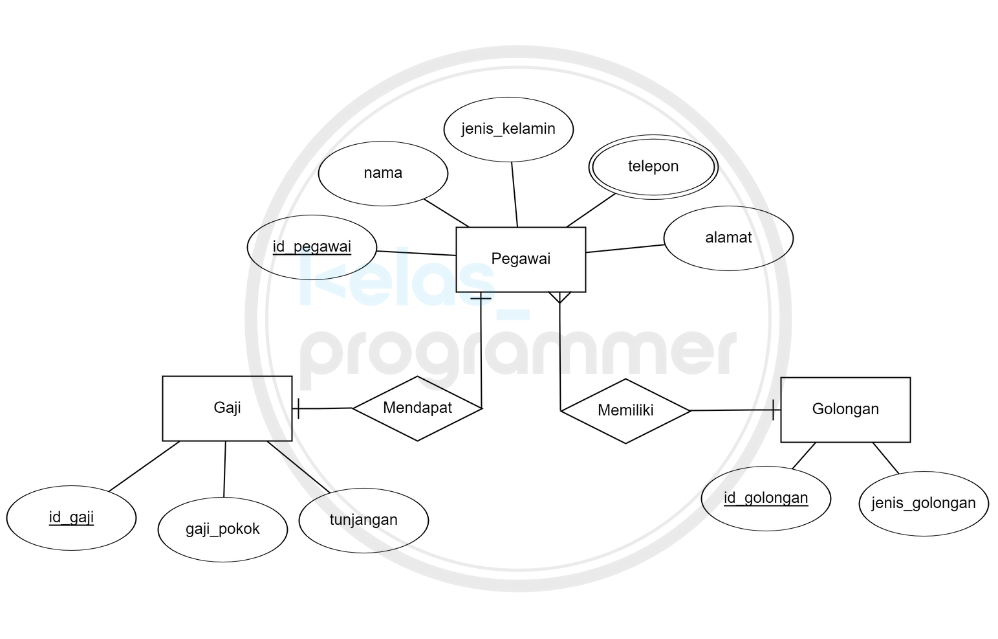 jenis_kelamin
nama
telepon
alamat
id_pegawai
Pegawai
kelas_
programmer
Gaji
Mendapat
Memiliki
Golongan
id_gaji
gaji_pokok
tunjangan
id_golongan
jenis_golongan